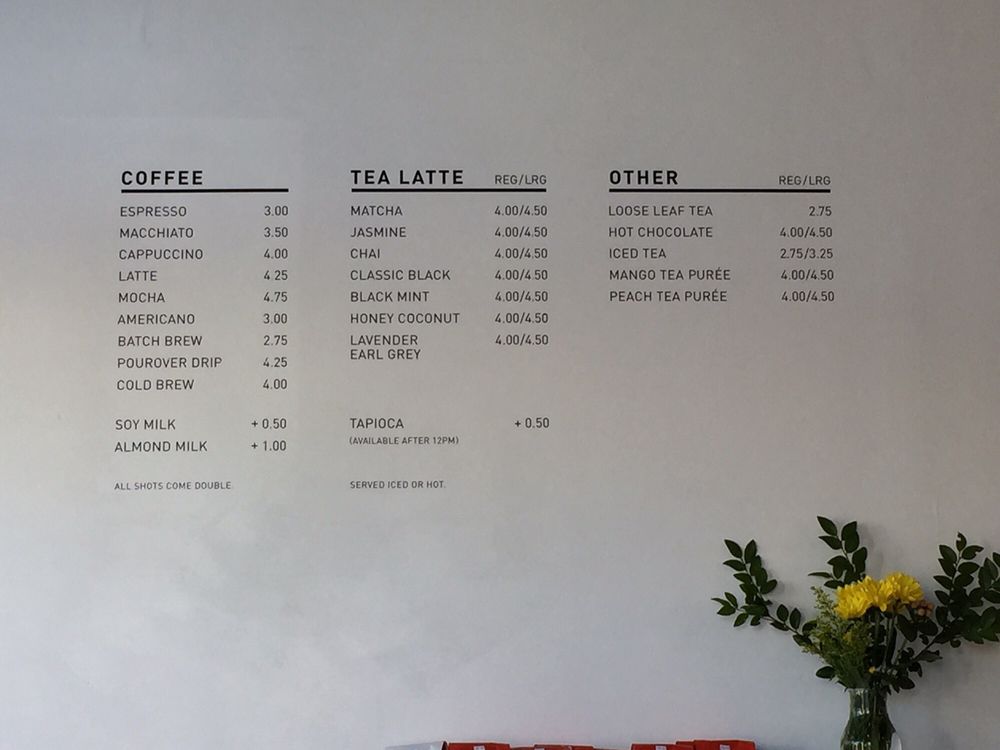 COFFEE
ESPRESSO 3.00
MACCHIATO 3.50
CAPPUCCINO 4.00
LATTE 4.25
MOCHA 4.75
AMERICANO 3.00
BATCH BREW 2.75
POUROVER DRIP 4.25
COLD BREW 4.00
SOY MILK + 0.50
ALMOND MILK + 1.00
ALL SHOTS COME DOUBLE.
TEA LATTE REG/LRG
MATCHA 4.00/4.50
JASMINE 4.00/4.50
CHAI 4.00/4.50
CLASSIC BLACK 4.00/4.50
BLACK MINT 4.00/4.50
HONEY COCONUT 4.00/4.50
LAVENDER 4.00/4.50
EARL GREY
TAPIOCA + 0.50
(AVAILABLE AFTER 12PM)
SERVED ICED OR HOT.
OTHER REG/LRG
LOOSE LEAF TEA 2.75
HOT CHOCOLATE 4.00/4.50
ICED TEA 2.75/3.25
MANGO TEA PURÉE 4.00/4.50
PEACH TEA PURÉE 4.00/4.50